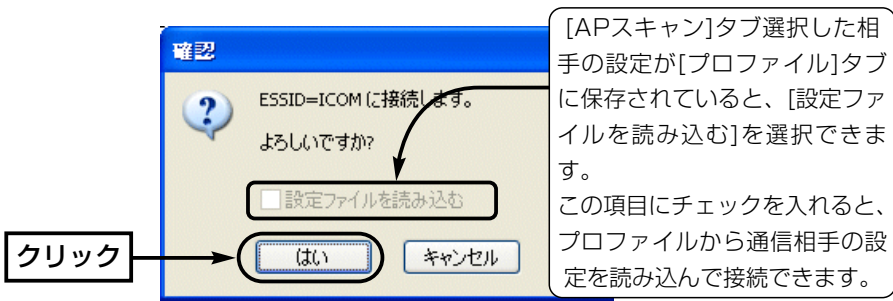 確認
ESSID=ICOM に接続します。
よろしいですか?
設定ファイルを読み込む
はい
キャンセル
クリック
[APスキャン]タブ選択した相
手の設定が[プロファイル]タブ
に保存されていると、[設定ファ
イルを読み込む]を選択できま
す。
この項目にチェックを入れると、
プロファイルから通信相手の設
定を読み込んで接続できます。